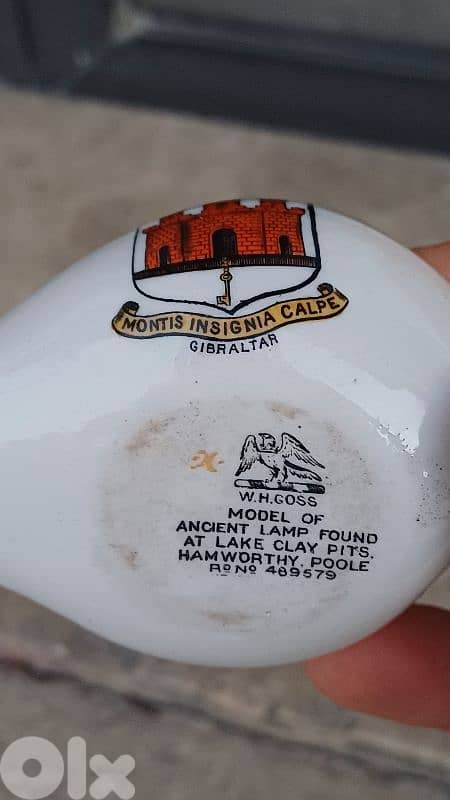 MONTIS INSIGNIA CALPE
GIBRALTAR
W.H.GOSS
MODEL OF
ANCIENT LAMP FOUND
AT LAKE CLAY PITS.
HAMWORTHY. POOLE
RD NO 489579
Olx